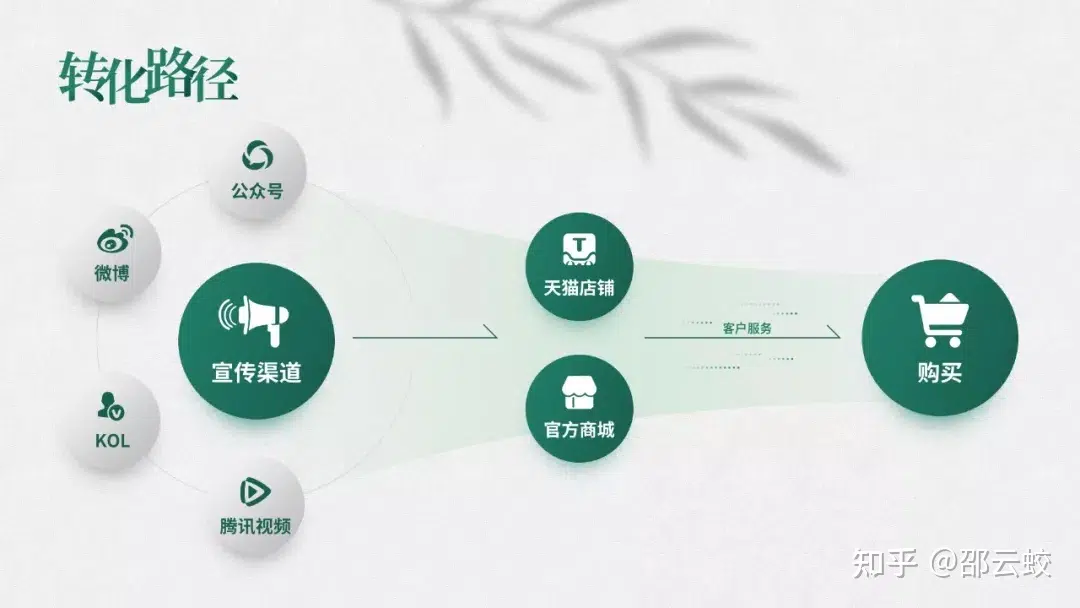 转化路径
公众号
微博
宣传渠道
KOL
腾讯视频
天猫店铺
官方商城
客户服务
购买
知乎 @邵云蛟